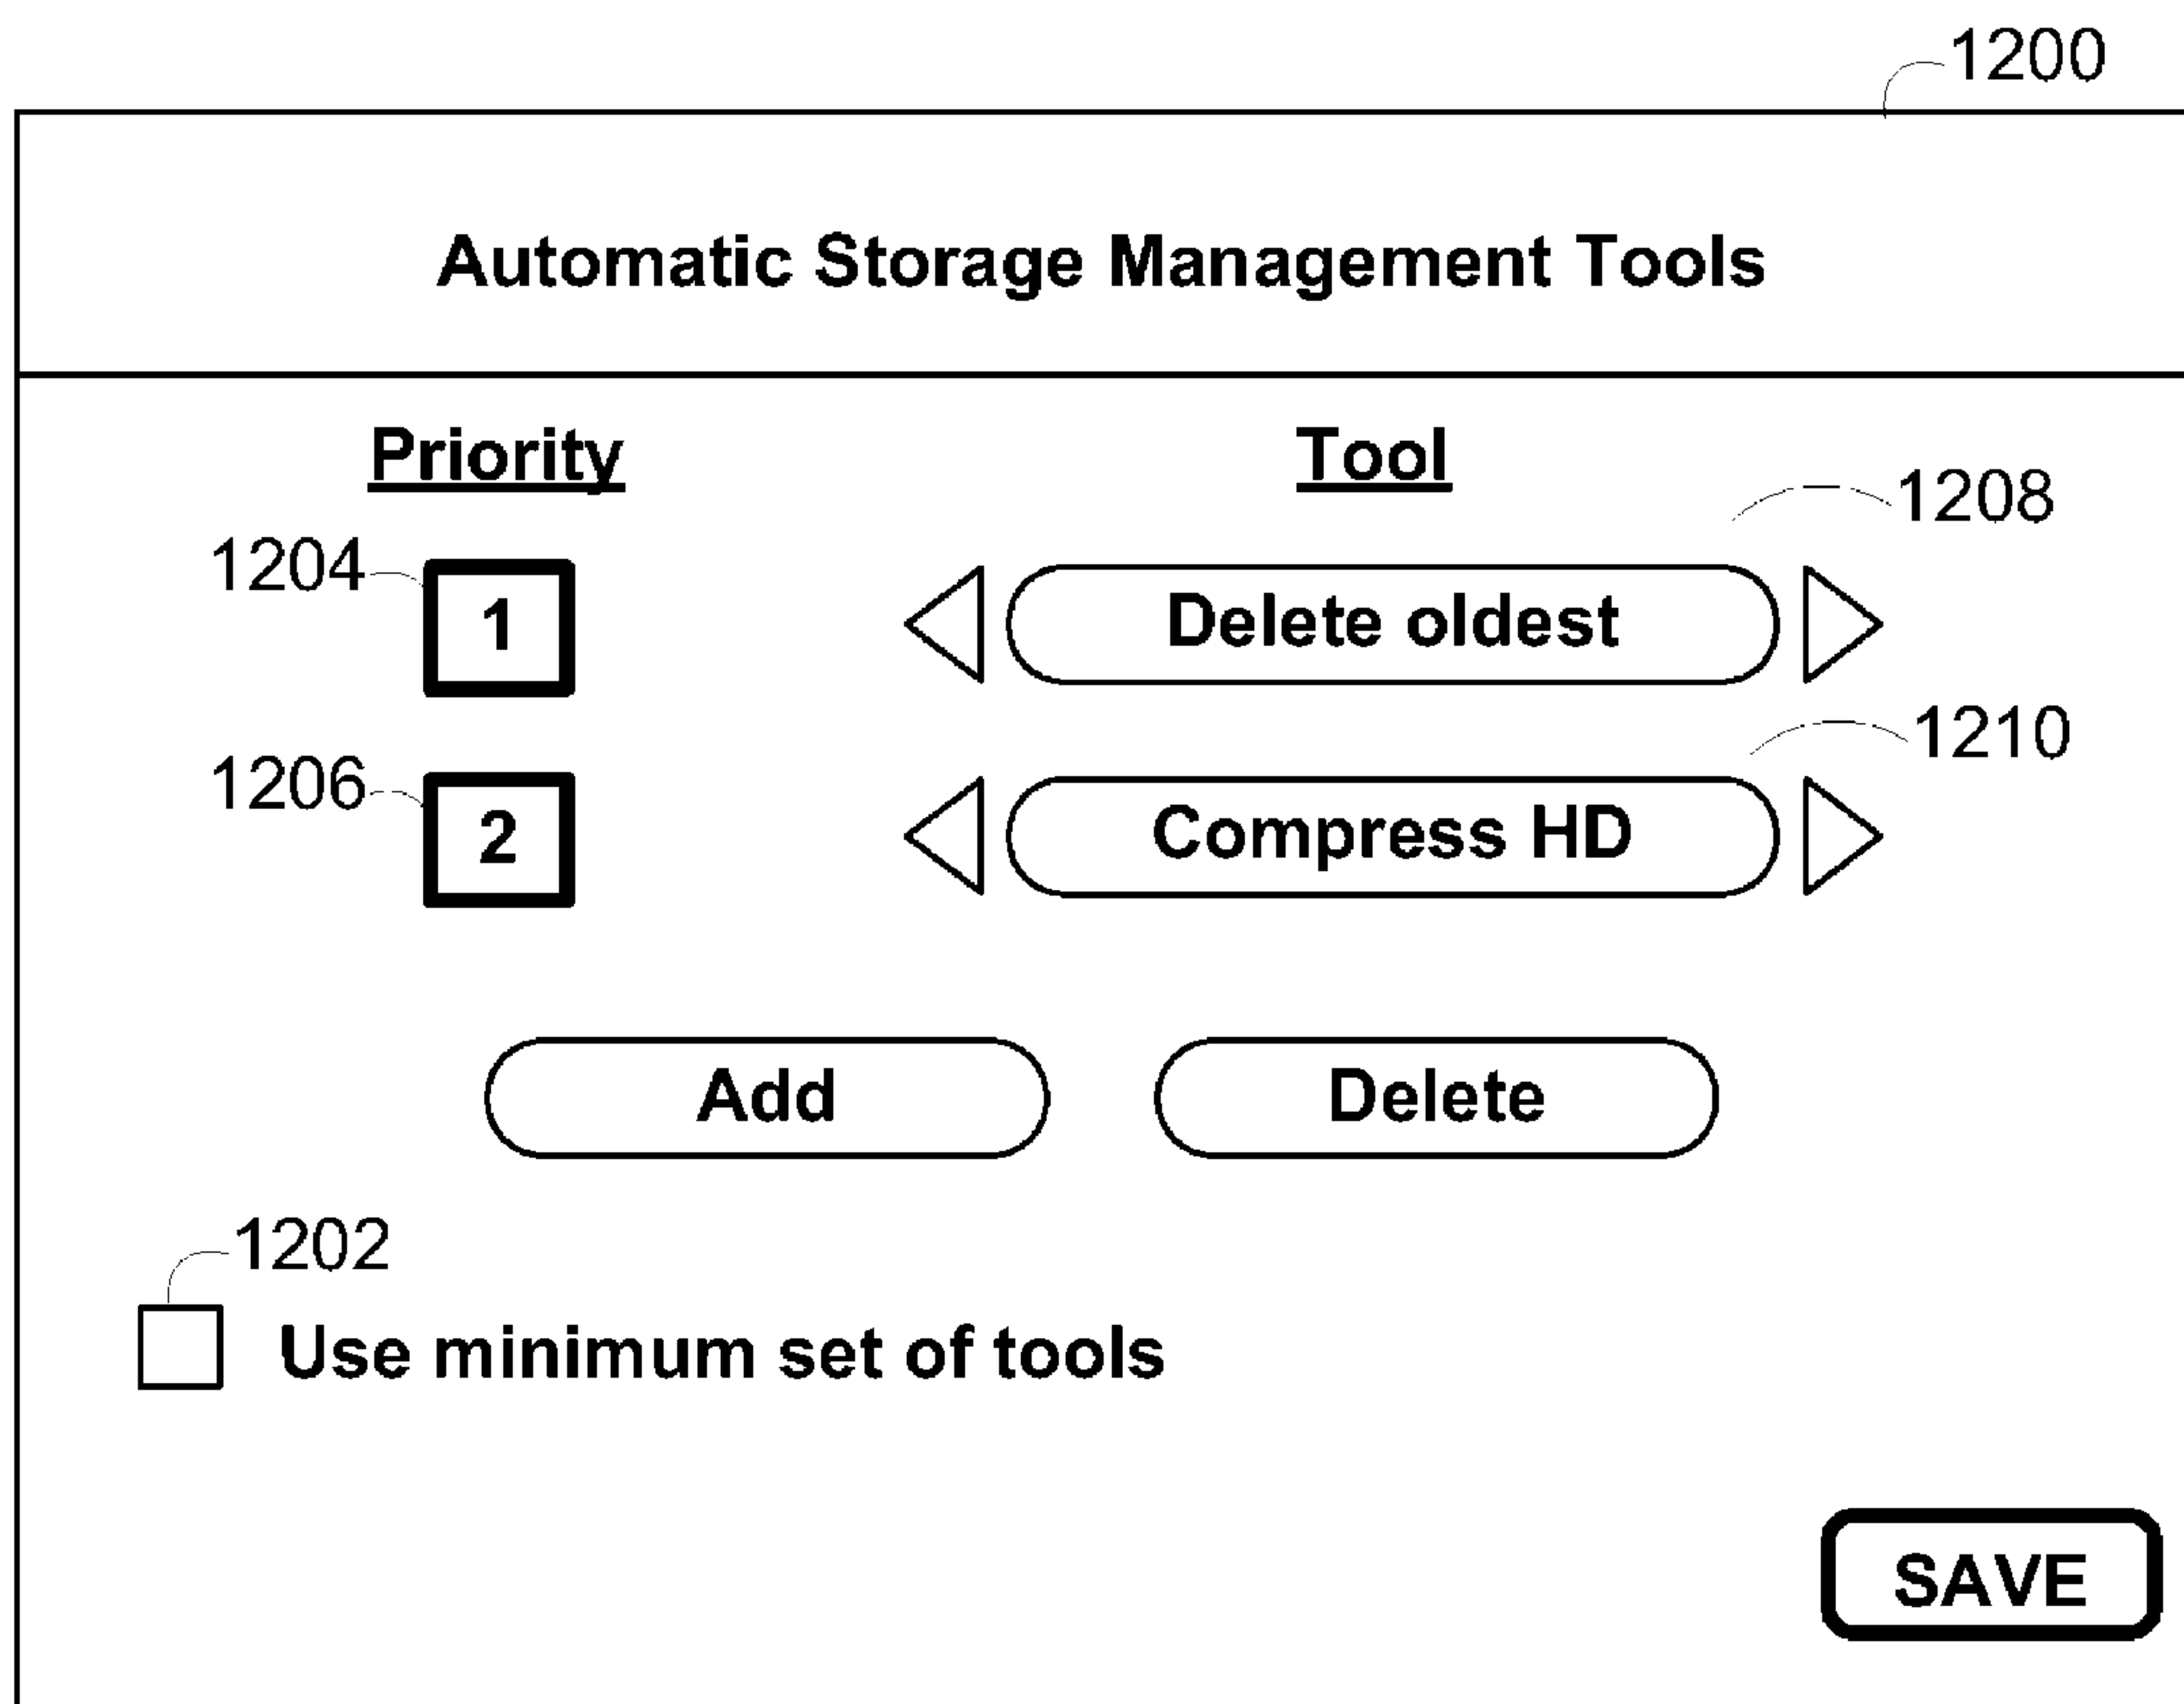 1200
Automatic Storage Management Tools
Priority Tool
1208
1204
1 Delete oldest
1210
1206
2 Compress HD
Add Delete
1202
Use minimum set of tools
SAVE